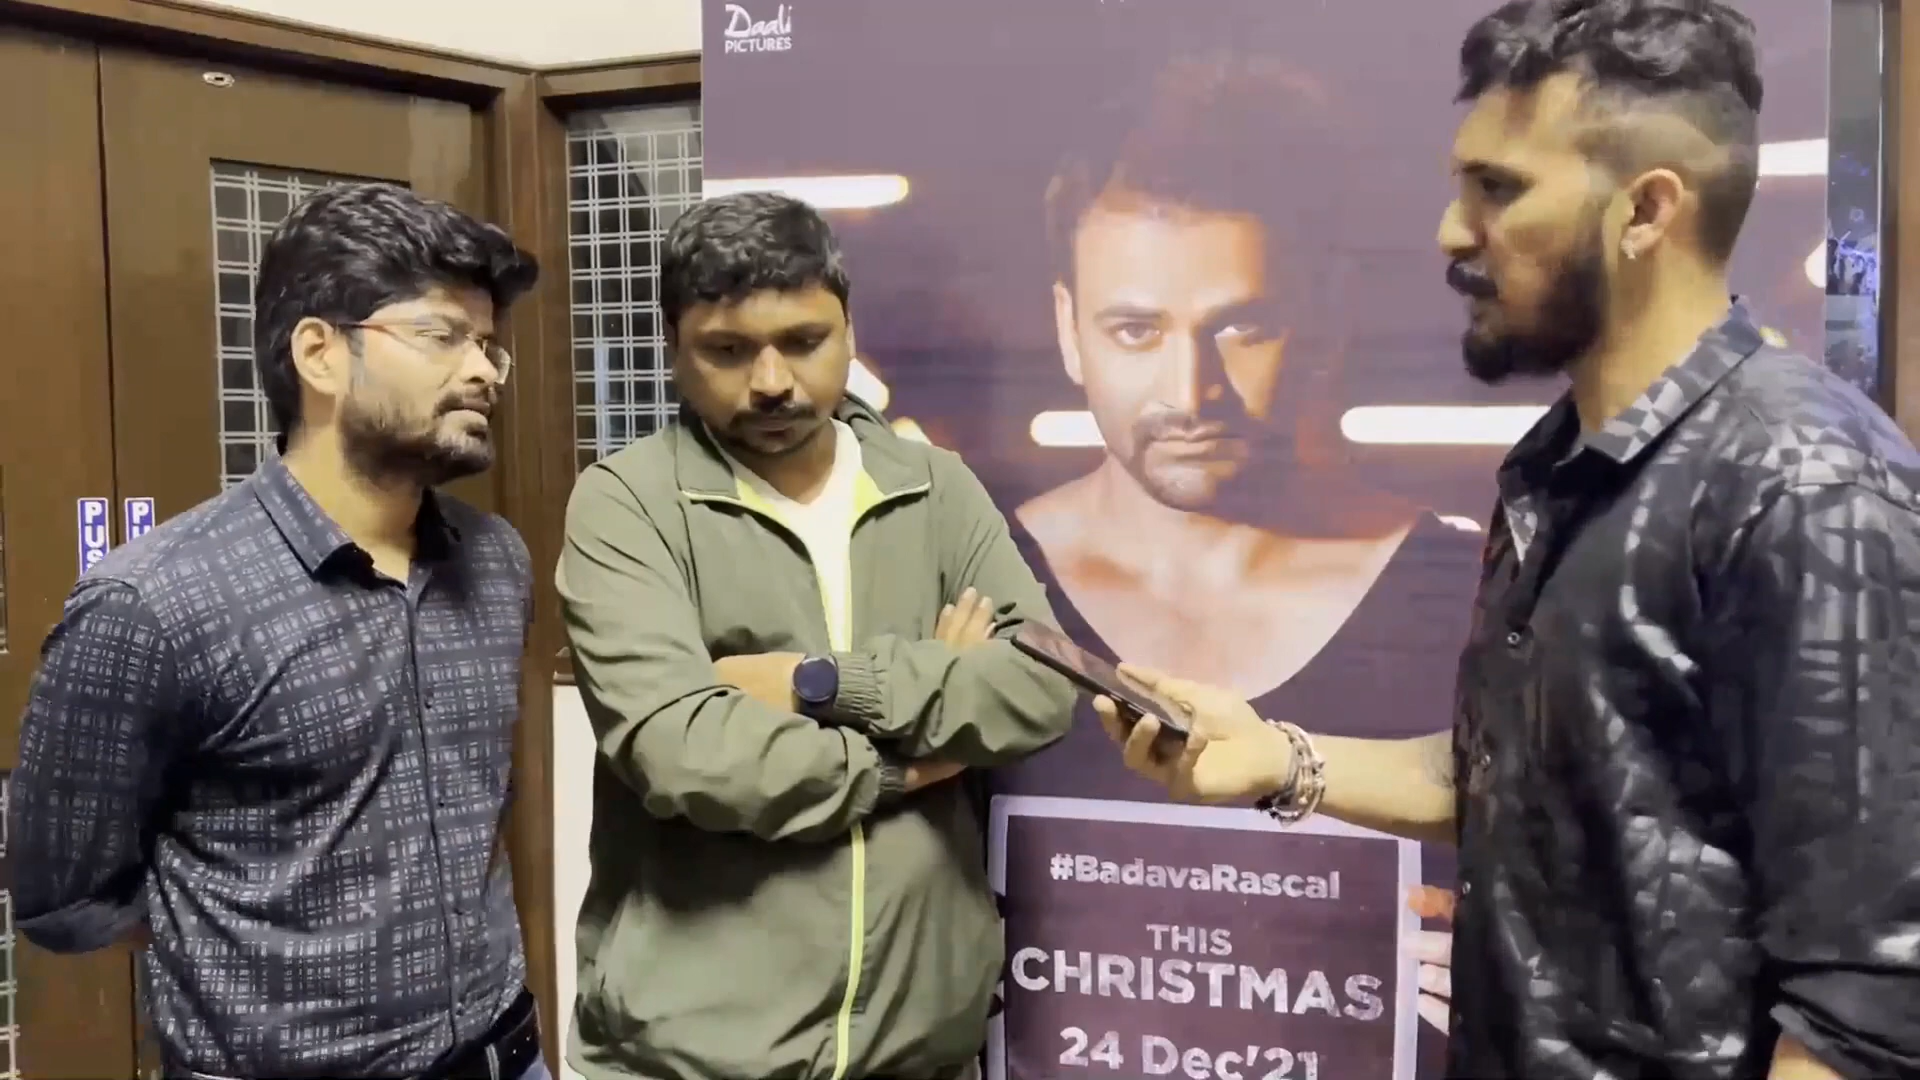 Daali
PICTURES
PUS
P
U
#BadavaRascal
THIS
CHRISTMAS
24 Dec'21